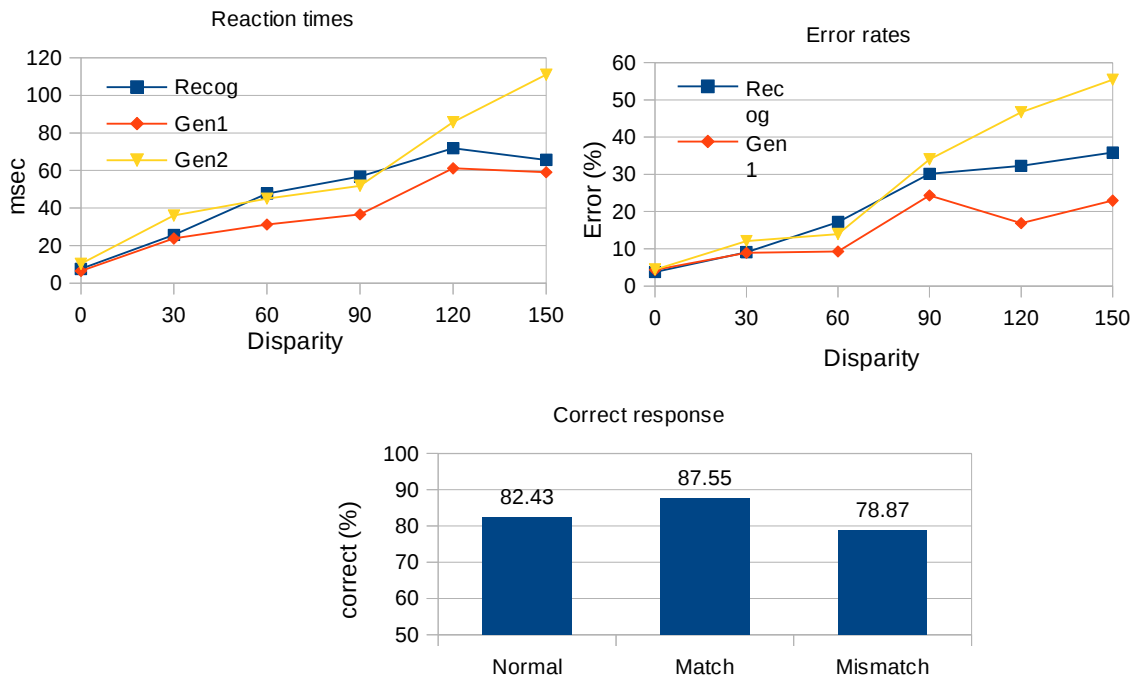 Reaction times
120
100
80
60
40
20
0
msec
Recog
Gen1
Gen2
0 30 60 90 120 150
Disparity
Error rates
60
50
40
30
20
10
0
Error (%)
Rec
og
Gen
1
0 30 60 90 120 150
Disparity
Correct response
100
90
80
70
60
50
correct (%)
82.43 87.55 78.87
Normal Match Mismatch